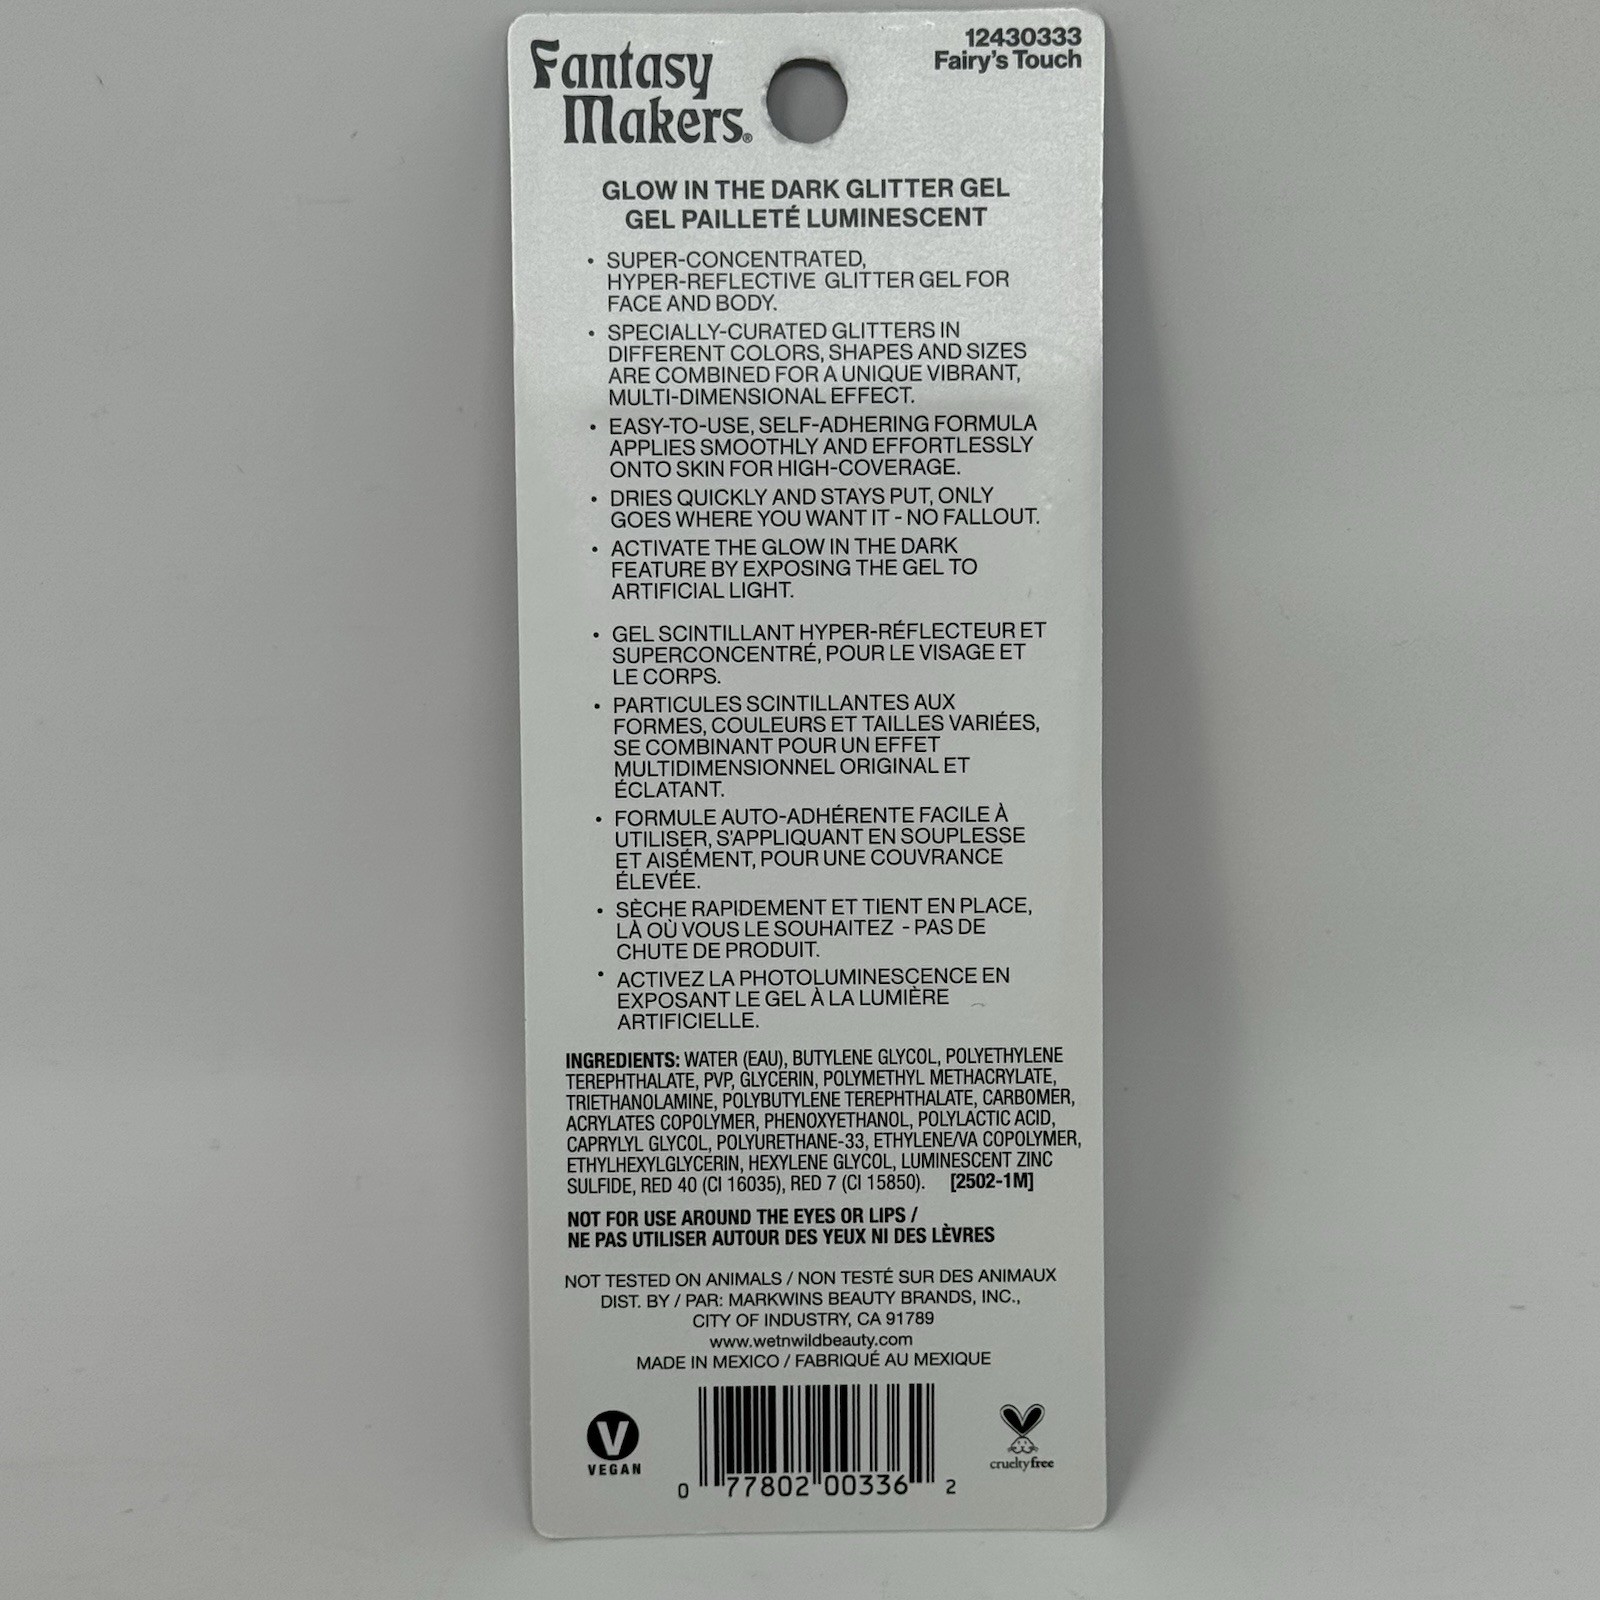 Fantasy
Makers®
12430333
Fairy's Touch
GLOW IN THE DARK GLITTER GEL
GEL PAILLETÉ LUMINESCENT
• SUPER-CONCENTRATED,
HYPER-REFLECTIVE GLITTER GEL FOR
FACE AND BODY.
• SPECIALLY-CURATED GLITTERS IN
DIFFERENT COLORS, SHAPES AND SIZES
ARE COMBINED FOR A UNIQUE VIBRANT,
MULTI-DIMENSIONAL EFFECT.
• EASY-TO-USE, SELF-ADHERING FORMULA
APPLIES SMOOTHLY AND EFFORTLESSLY
ONTO SKIN FOR HIGH-COVERAGE.
• DRIES QUICKLY AND STAYS PUT, ONLY
GOES WHERE YOU WANT IT - NO FALLOUT.
• ACTIVATE THE GLOW IN THE DARK
FEATURE BY EXPOSING THE GEL TO
ARTIFICIAL LIGHT.
• GEL SCINTILLANT HYPER-RÉFLECTEUR ET
SUPERCONCENTRÉ, POUR LE VISAGE ET
LE CORPS.
• PARTICULES SCINTILLANTES AUX
FORMES, COULEURS ET TAILLES VARIÉES,
SE COMBINANT POUR UN EFFET
MULTIDIMENSIONNEL ORIGINAL ET
ÉCLATANT.
• FORMULE AUTO-ADHÉRENTE FACILE À
UTILISER, S'APPLIQUANT EN SOUPLESSE
ET AISÉMENT, POUR UNE COUVRANCE
ÉLEVÉE.
• SÈCHE RAPIDEMENT ET TIENT EN PLACE,
LÀ OÙ VOUS LE SOUHAITEZ - PAS DE
CHUTE DE PRODUIT.
• ACTIVEZ LA PHOTOLUMINESCENCE EN
EXPOSANT LE GEL À LA LUMIÈRE
ARTIFICIELLE.
INGREDIENTS: WATER (EAU), BUTYLENE GLYCOL, POLYETHYLENE
TEREPHTHALATE, PVP, GLYCERIN, POLYMETHYL METHACRYLATE,
TRIETHANOLAMINE, POLYBUTYLENE TEREPHTHALATE, CARBOMER,
ACRYLATES COPOLYMER, PHENOXYETHANOL, POLYLACTIC ACID,
CAPRYLYL GLYCOL, POLYURETHANE-33, ETHYLENE/VA COPOLYMER,
ETHYLHEXYLGLYCERIN, HEXYLENE GLYCOL, LUMINESCENT ZINC
SULFIDE, RED 40 (CI 16035), RED 7 (CI 15850). [2502-1M]
NOT FOR USE AROUND THE EYES OR LIPS /
NE PAS UTILISER AUTOUR DES YEUX NI DES LÈVRES
NOT TESTED ON ANIMALS / NON TESTÉ SUR DES ANIMAUX
DIST. BY / PAR: MARKWINS BEAUTY BRANDS, INC.,
CITY OF INDUSTRY, CA 91789
www.wetnwildbeauty.com
MADE IN MEXICO / FABRIQUÉ AU MEXIQUE
V
VEGAN
0 77802 00336 2
crueltyfree